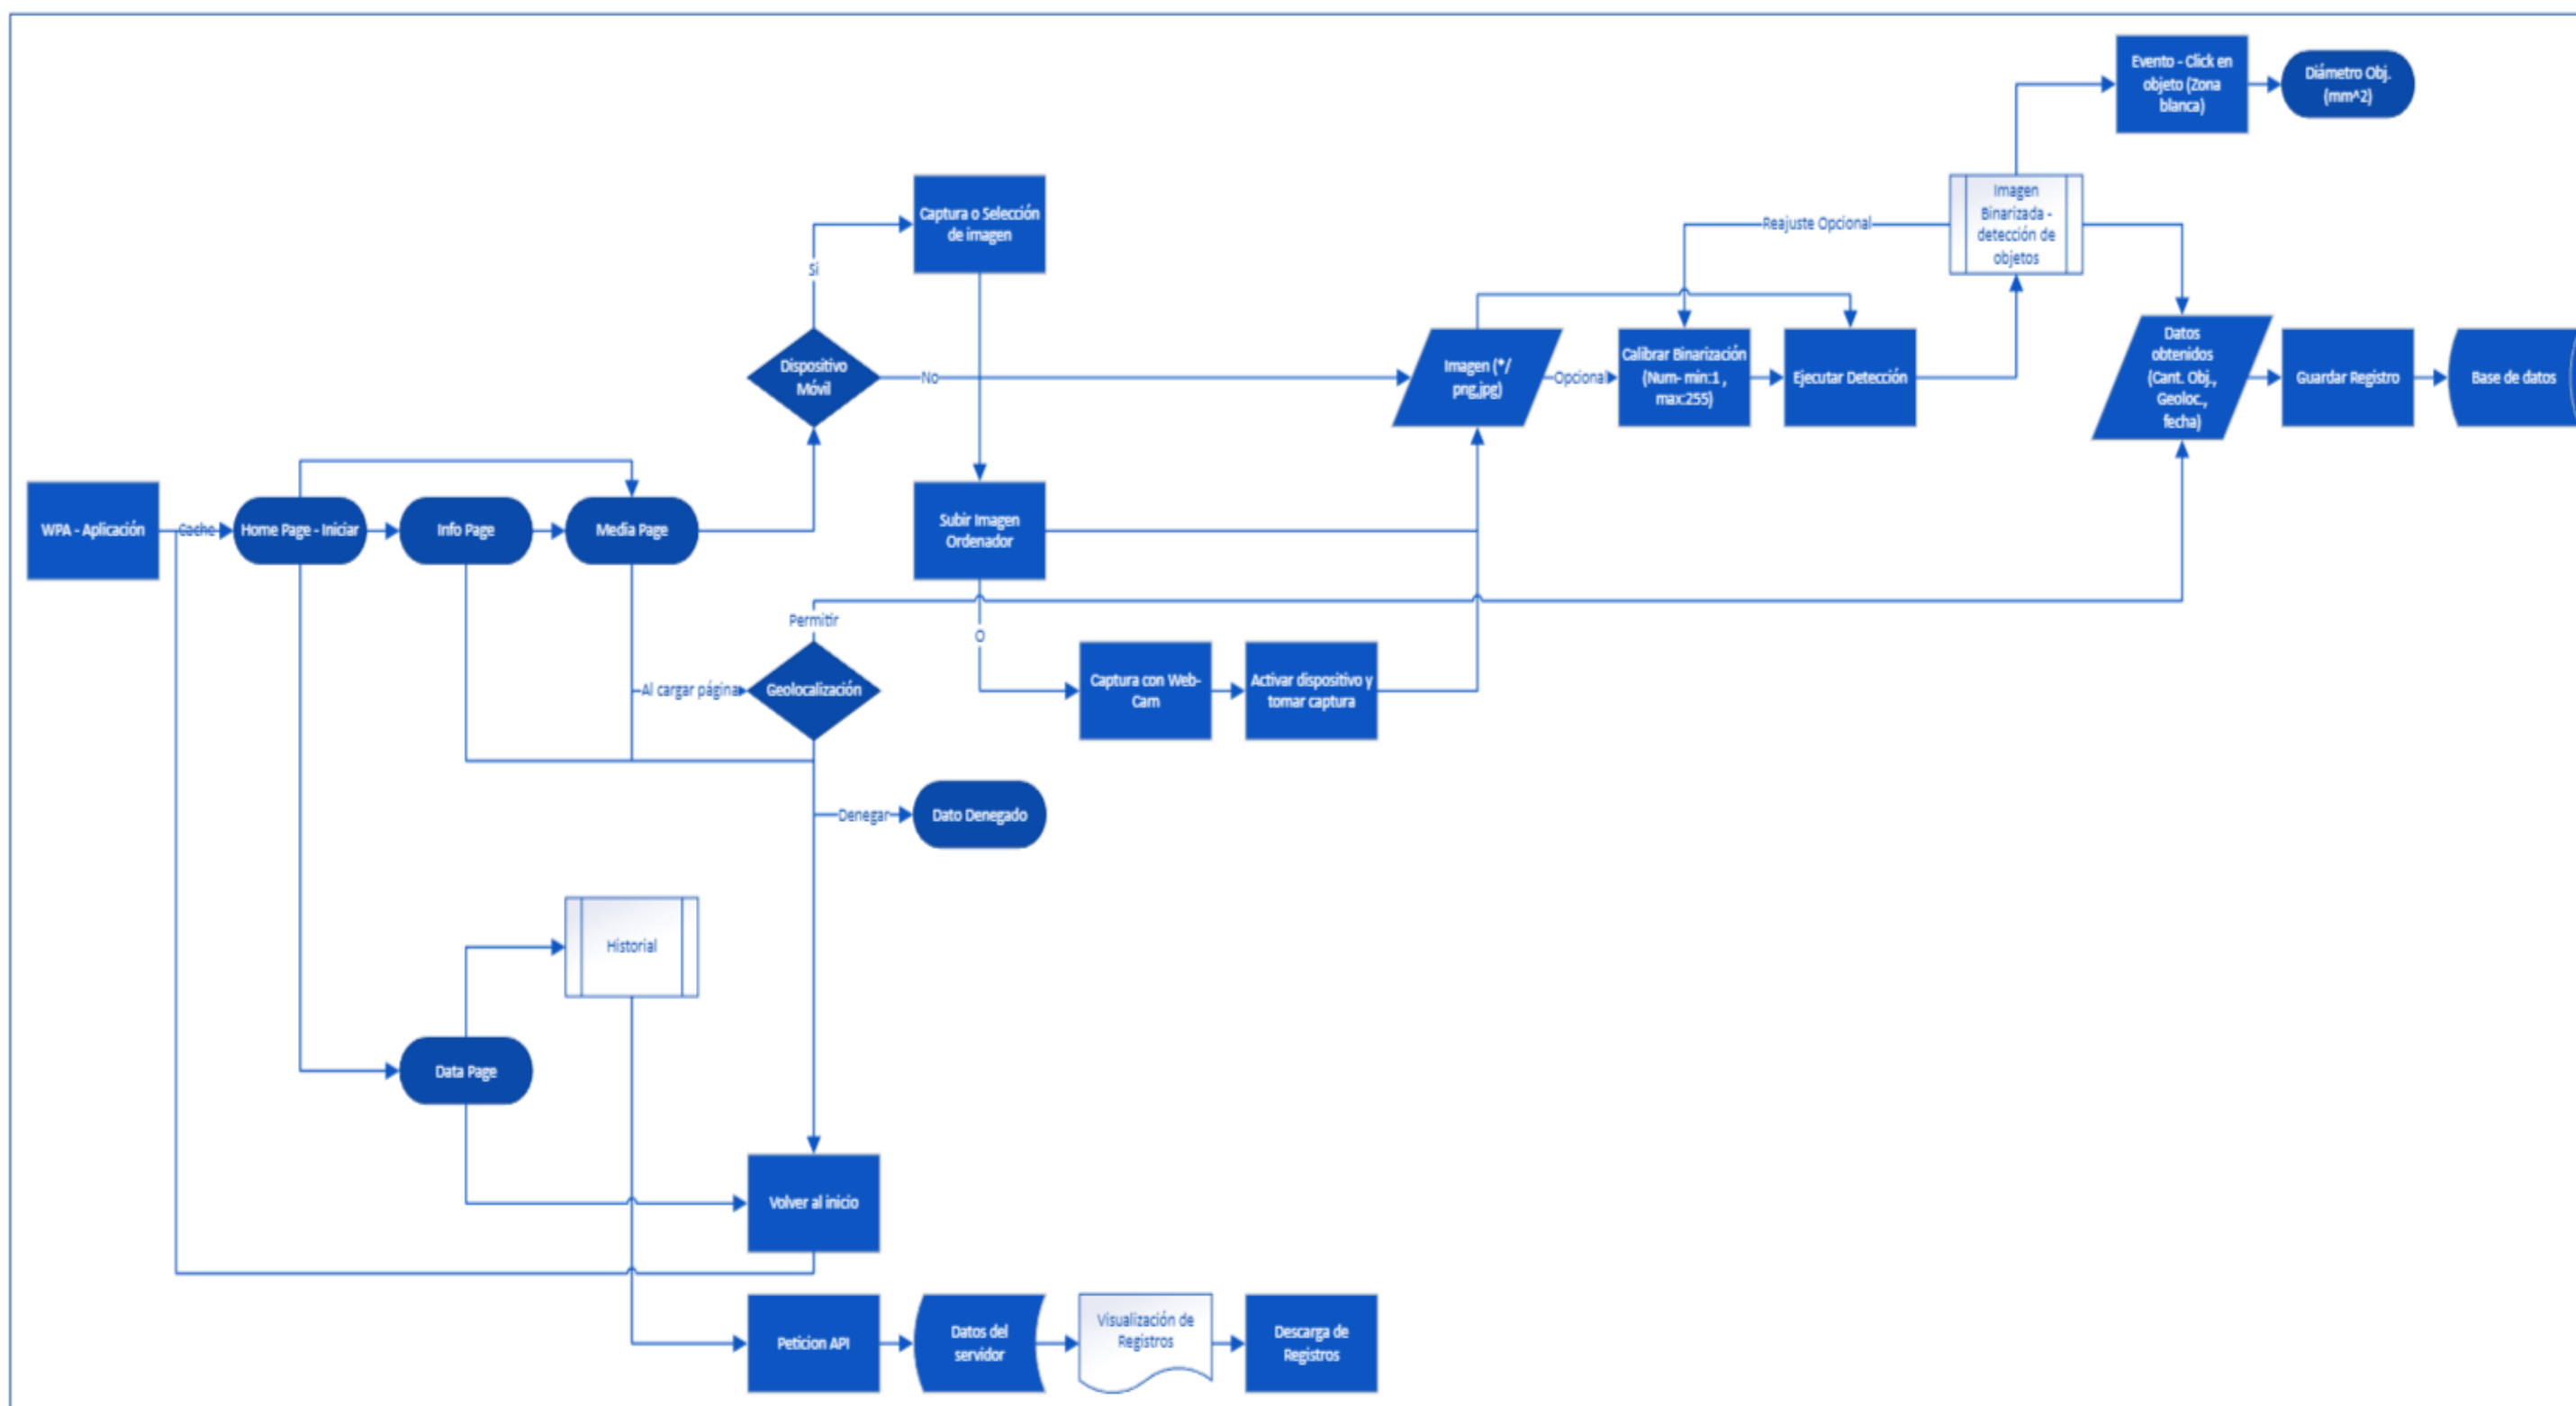 Evento - Click en
objeto (Zona
blanca)
Diámetro Obj.
(mm^2)
Captura o Selección
de imagen
Imagen
Binarizada -
detección de
objetos
Reajuste Opcional
Si
Dispositivo
Móvil
No
Imagen (*/
png,jpg)
Opcional
Calibrar Binarización
(Num- min:1 ,
max:255)
Ejecutar Detección
Datos
obtenidos
(Cant. Obj.,
Geoloc.,
fecha)
Guardar Registro
Base de datos
WPA - Aplicación
Cache
Home Page - Iniciar
Info Page
Media Page
Subir Imagen
Ordenador
Permitir
O
Al cargar página
Geolocalización
Captura con Web-
Cam
Activar dispositivo y
tomar captura
Denegar
Dato Denegado
Historial
Data Page
Volver al inicio
Peticion API
Datos del
servidor
Visualización de
Registros
Descarga de
Registros